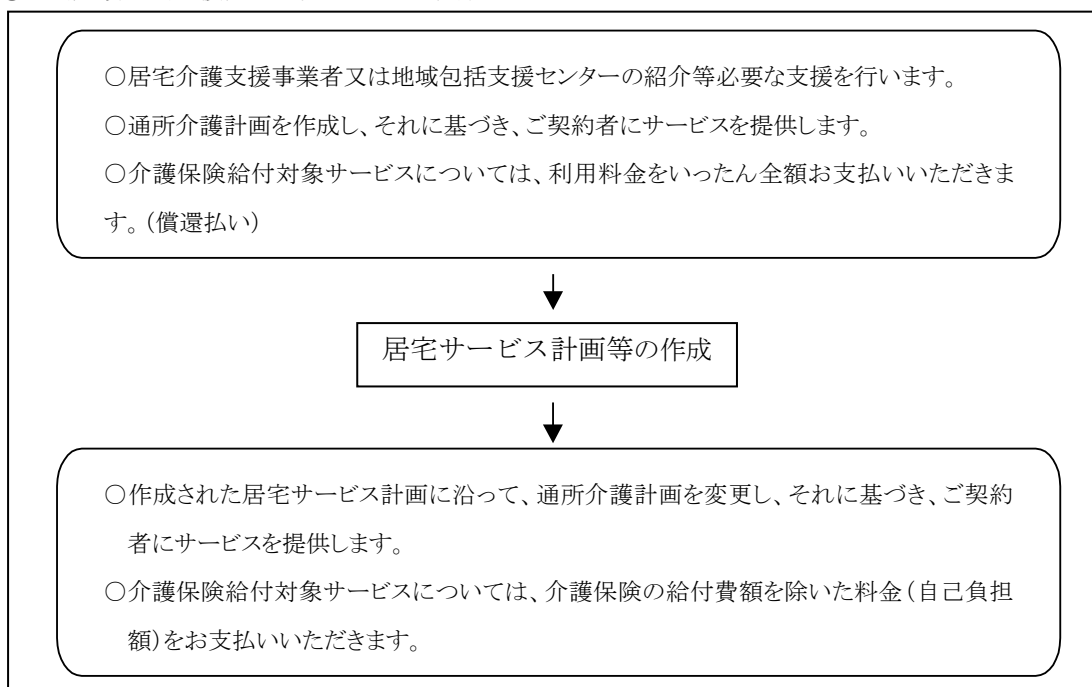 ○居宅介護支援事業者又は地域包括支援センターの紹介等必要な支援を行います。
○通所介護計画を作成し、それに基づき、ご契約者にサービスを提供します。
○介護保険給付対象サービスについては、利用料金をいったん全額お支払いいただきま
す。(償還払い)
居宅サービス計画等の作成
○作成された居宅サービス計画に沿って、通所介護計画を変更し、それに基づき、ご契約
者にサービスを提供します。
○介護保険給付対象サービスについては、介護保険の給付費額を除いた料金(自己負担
額)をお支払いいただきます。